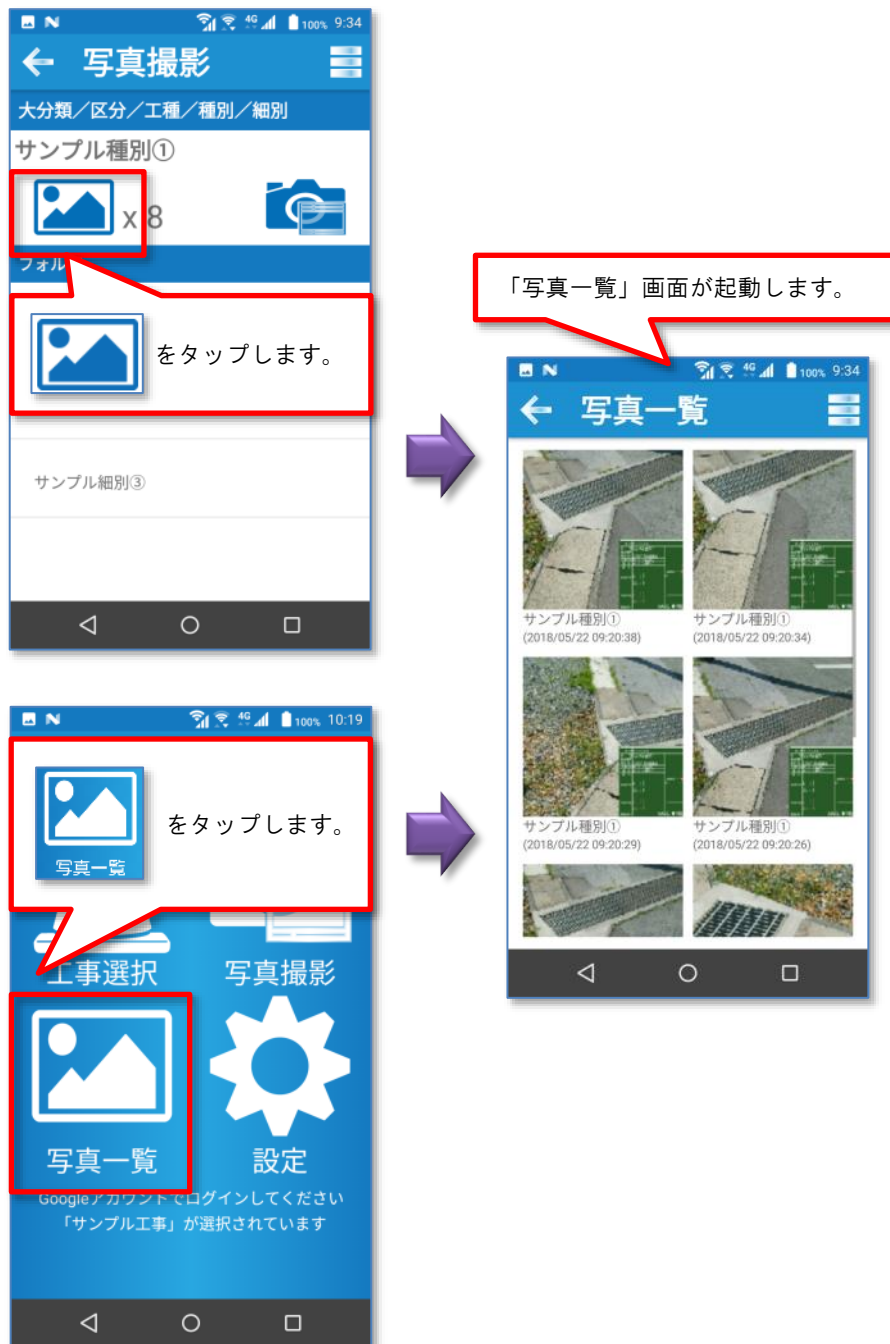 4G 100% 9:34
写真撮影
大分類／区分／工種／種別／細別
サンプル種別①
x 8
フォル
をタップします。
サンプル細別③
「写真一覧」画面が起動します。
4G 100% 9:34
写真一覧
サンプル種別①
(2018/05/22 09:20:38)
サンプル種別①
(2018/05/22 09:20:34)
サンプル種別①
(2018/05/22 09:20:29)
サンプル種別①
(2018/05/22 09:20:26)
4G 100% 10:19
写真一覧
をタップします。
工事選択
写真撮影
写真一覧
設定
Googleアカウントでログインしてください
「サンプル工事」が選択されています